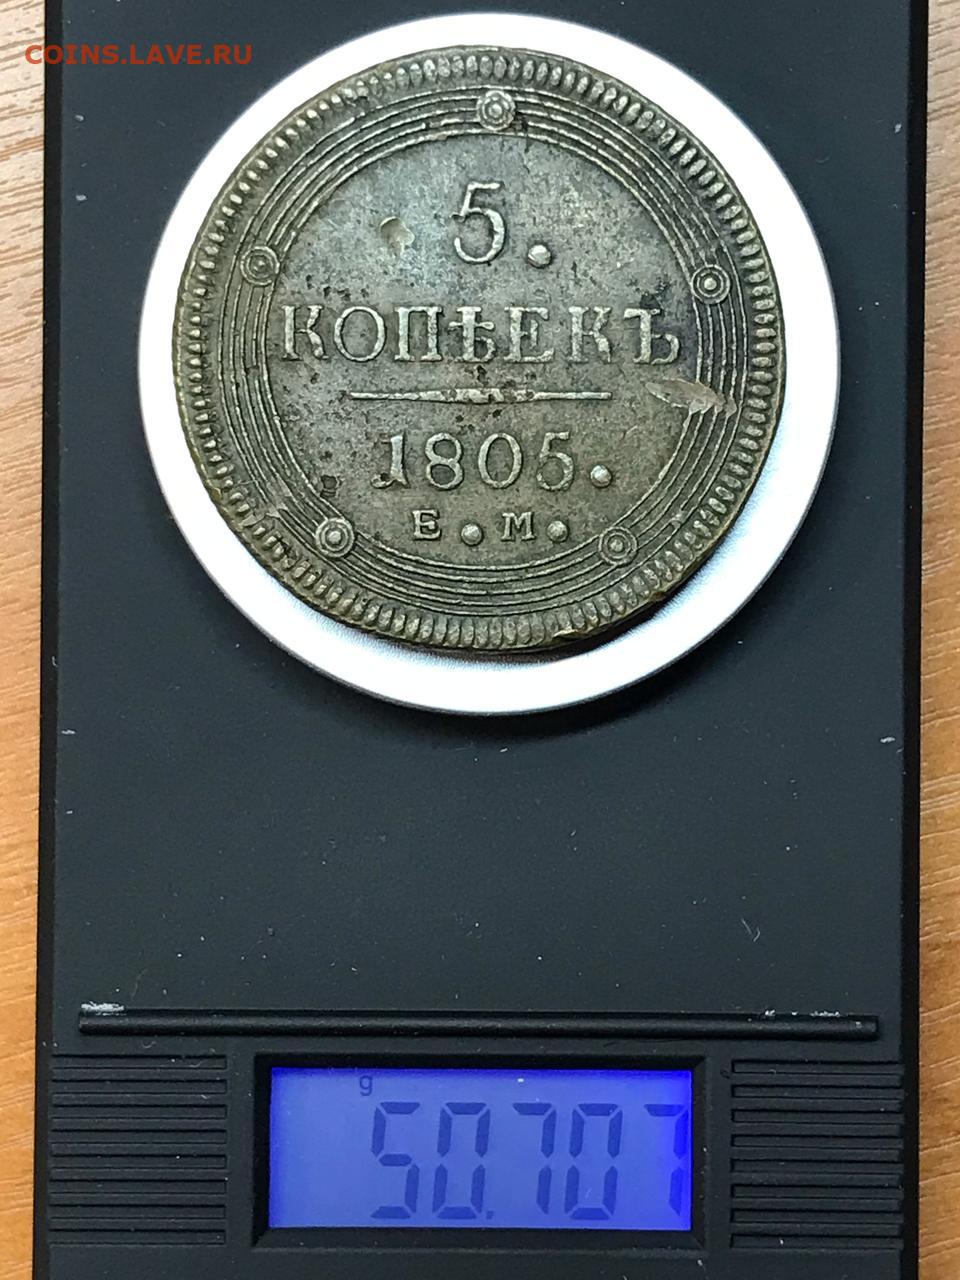 COINS.LAVE.RU
5.
КОПѢЕКЪ
1805.
Е.М.
g
50.707